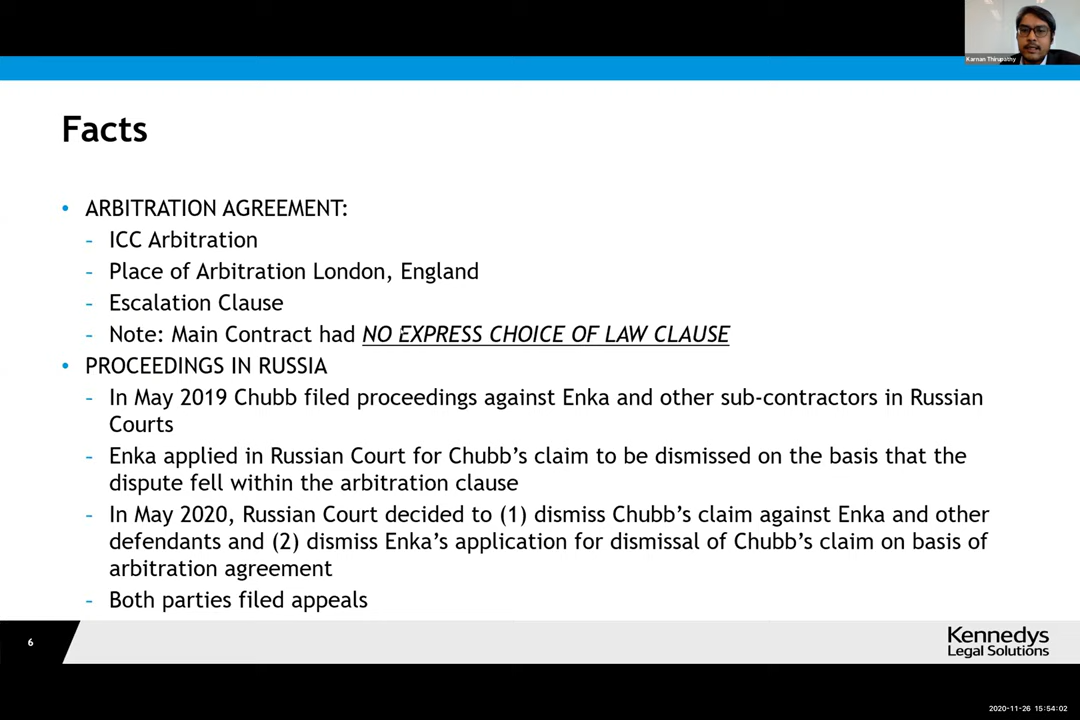 Karnan Thirupathy
Facts
• ARBITRATION AGREEMENT:
- ICC Arbitration
- Place of Arbitration London, England
- Escalation Clause
- Note: Main Contract had NO EXPRESS CHOICE OF LAW CLAUSE
• PROCEEDINGS IN RUSSIA
- In May 2019 Chubb filed proceedings against Enka and other sub-contractors in Russian
Courts
- Enka applied in Russian Court for Chubb’s claim to be dismissed on the basis that the
dispute fell within the arbitration clause
- In May 2020, Russian Court decided to (1) dismiss Chubb’s claim against Enka and other
defendants and (2) dismiss Enka’s application for dismissal of Chubb’s claim on basis of
arbitration agreement
- Both parties filed appeals
6
Kennedys
Legal Solutions
2020-11-26 15:54:02